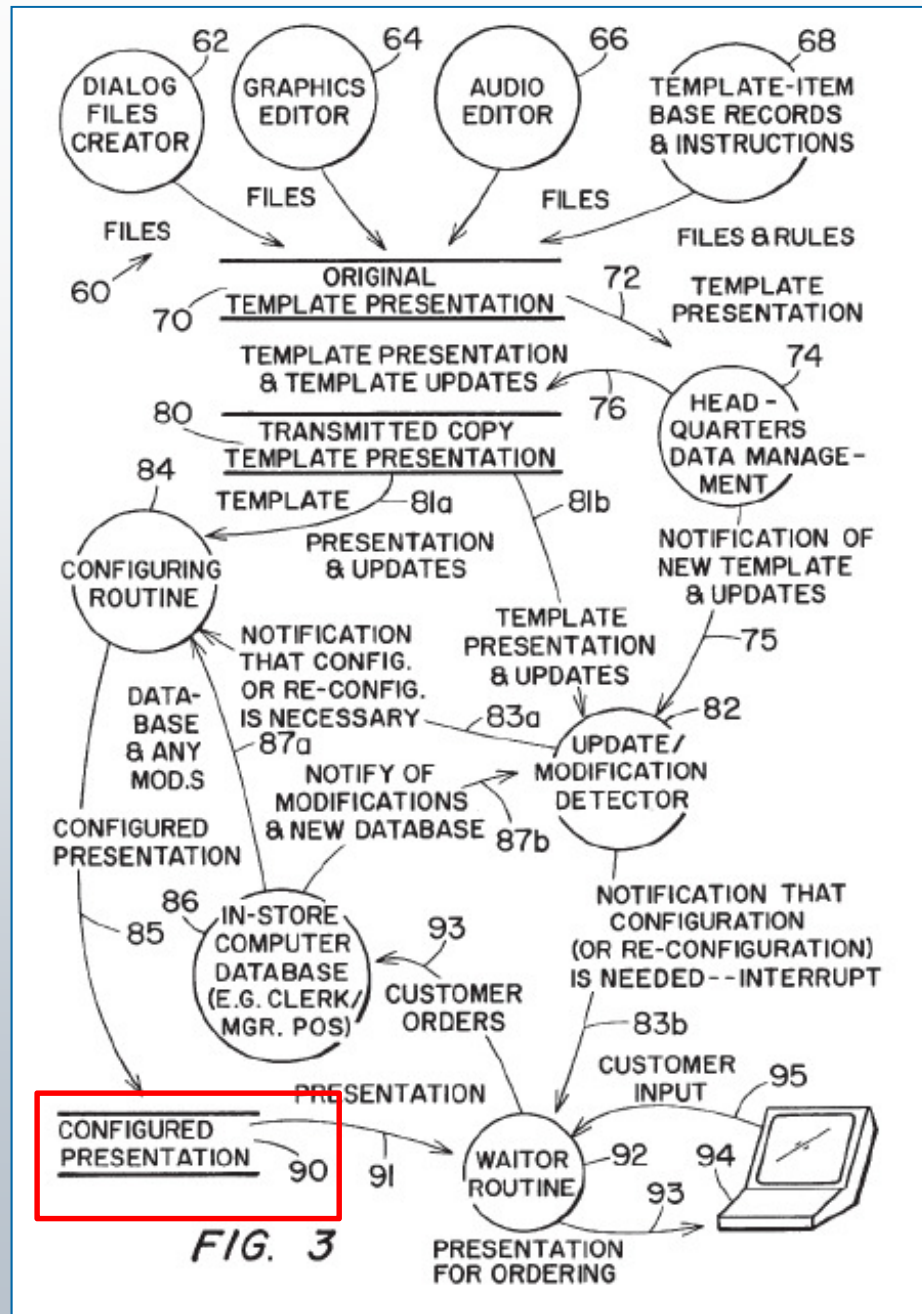 62
64
66
68
DIALOG
FILES
CREATOR
GRAPHICS
EDITOR
AUDIO
EDITOR
TEMPLATE-ITEM
BASE RECORDS
& INSTRUCTIONS
FILES
FILES
FILES
FILES & RULES
60
70
ORIGINAL
TEMPLATE PRESENTATION
72
TEMPLATE
PRESENTATION
TEMPLATE PRESENTATION
& TEMPLATE UPDATES
76
74
HEAD-
QUARTERS
DATA MANAGE-
MENT
80
TRANSMITTED COPY
TEMPLATE PRESENTATION
84
TEMPLATE
81a
81b
PRESENTATION
& UPDATES
CONFIGURING
ROUTINE
NOTIFICATION OF
NEW TEMPLATE
& UPDATES
75
TEMPLATE
PRESENTATION
& UPDATES
NOTIFICATION
THAT CONFIG.
OR RE-CONFIG.
IS NECESSARY
83a
82
UPDATE/
MODIFICATION
DETECTOR
DATA-
BASE
& ANY
MOD.S
87a
NOTIFY OF
MODIFICATIONS
& NEW DATABASE
87b
CONFIGURED
PRESENTATION
85
86
IN-STORE
COMPUTER
DATABASE
(E.G. CLERK/
MGR. POS)
93
CUSTOMER
ORDERS
NOTIFICATION THAT
CONFIGURATION
(OR RE-CONFIGURATION)
IS NEEDED--INTERRUPT
83b
CUSTOMER
INPUT
95
PRESENTATION
CONFIGURED
PRESENTATION
90
91
WAITOR
ROUTINE
92
94
93
PRESENTATION
FOR ORDERING
FIG. 3